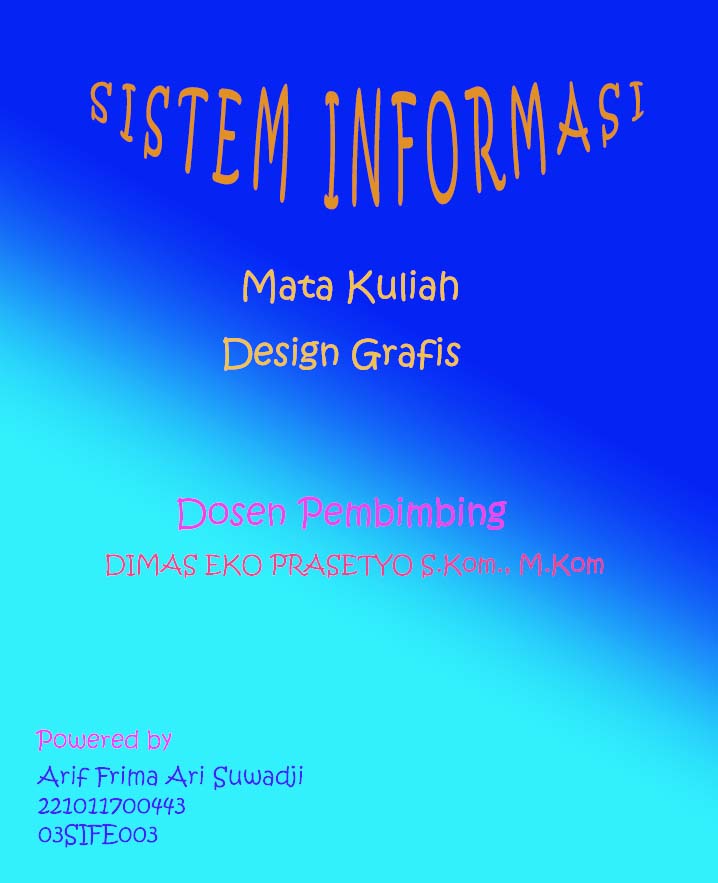 SISTEM INFORMASI
Mata Kuliah
Design Grafis
Dosen Pembimbing
DIMAS EKO PRASETYO S.Kom., M.Kom
Powered by
Arif Frima Ari Suwadji
221011700443
03SIFE003